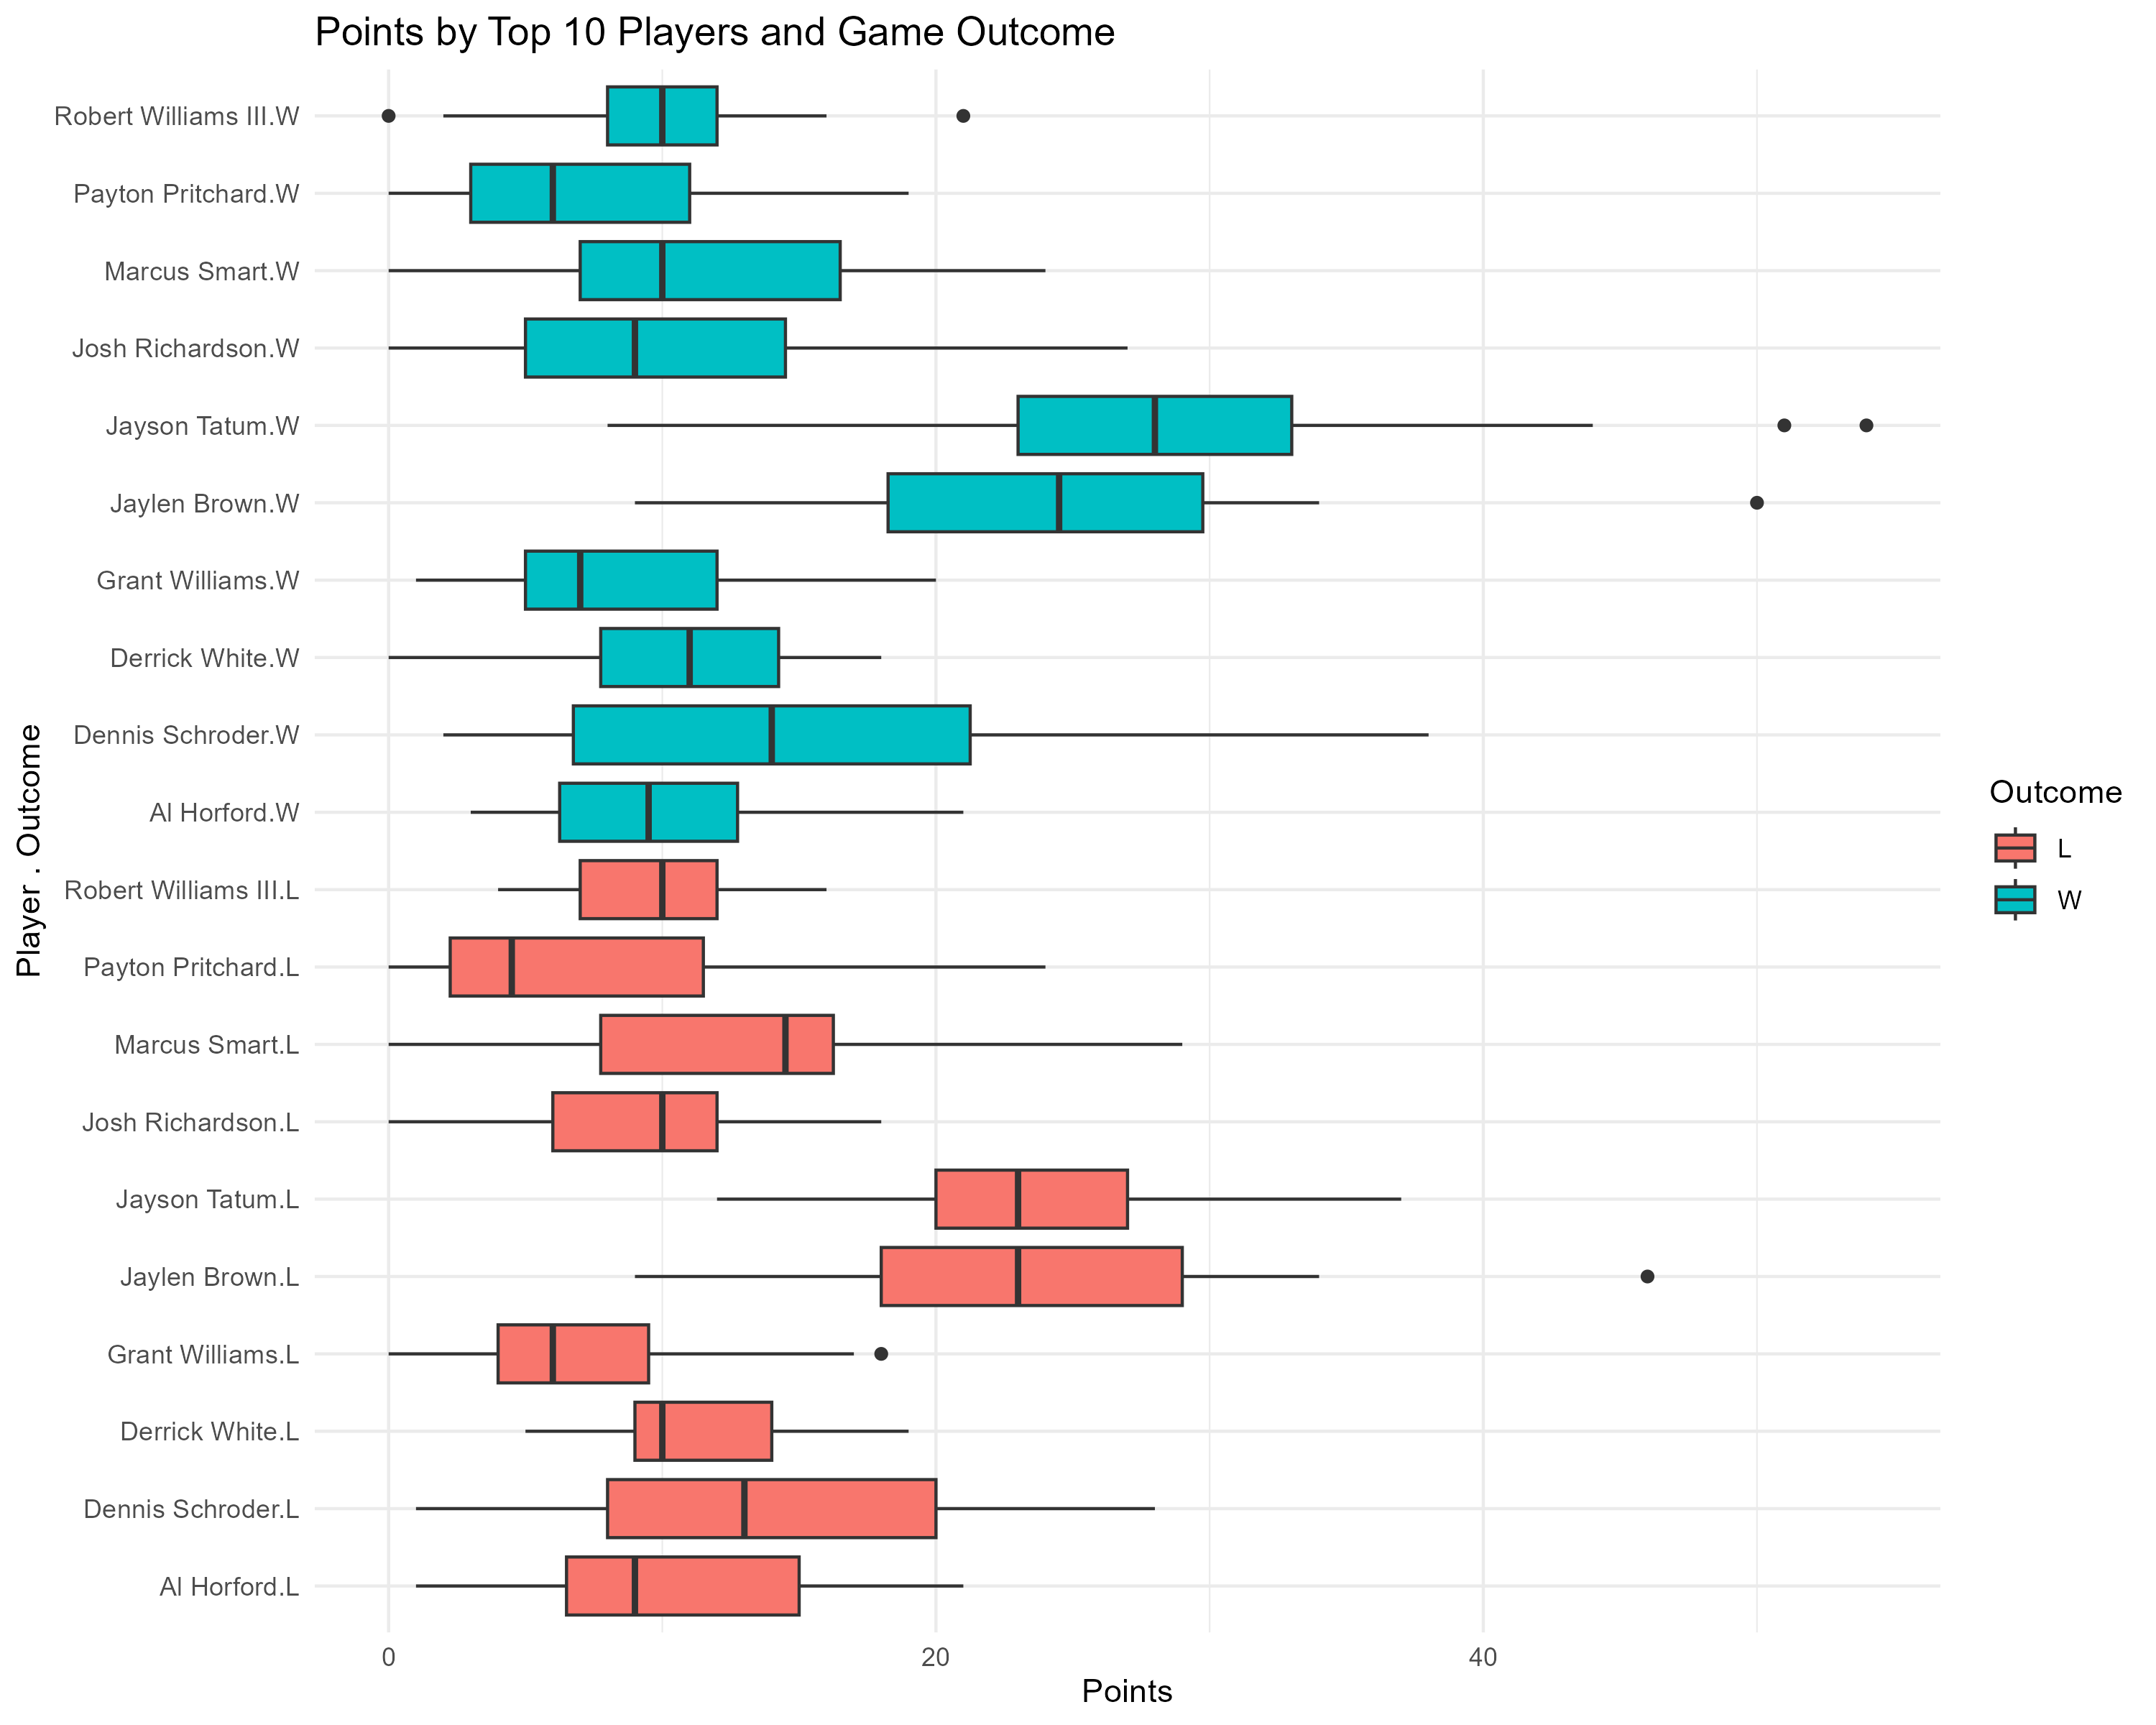 Points by Top 10 Players and Game Outcome
Robert Williams III.W
Payton Pritchard.W
Marcus Smart.W
Josh Richardson.W
Jayson Tatum.W
Jaylen Brown.W
Grant Williams.W
Derrick White.W
Dennis Schroder.W
Al Horford.W
Robert Williams III.L
Payton Pritchard.L
Marcus Smart.L
Josh Richardson.L
Jayson Tatum.L
Jaylen Brown.L
Grant Williams.L
Derrick White.L
Dennis Schroder.L
Al Horford.L
Player . Outcome
0 20 40
Points
Outcome
L
W